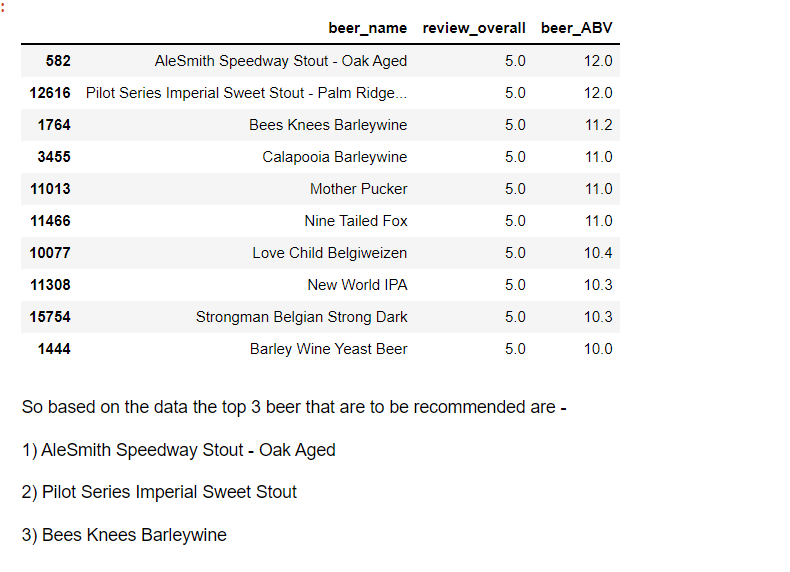 :
beer_name review_overall beer_ABV
582 AleSmith Speedway Stout - Oak Aged 5.0 12.0
12616 Pilot Series Imperial Sweet Stout - Palm Ridge... 5.0 12.0
1764 Bees Knees Barleywine 5.0 11.2
3455 Calapooia Barleywine 5.0 11.0
11013 Mother Pucker 5.0 11.0
11466 Nine Tailed Fox 5.0 11.0
10077 Love Child Belgiweizen 5.0 10.4
11308 New World IPA 5.0 10.3
15754 Strongman Belgian Strong Dark 5.0 10.3
1444 Barley Wine Yeast Beer 5.0 10.0
So based on the data the top 3 beer that are to be recommended are -
1) AleSmith Speedway Stout - Oak Aged
2) Pilot Series Imperial Sweet Stout
3) Bees Knees Barleywine